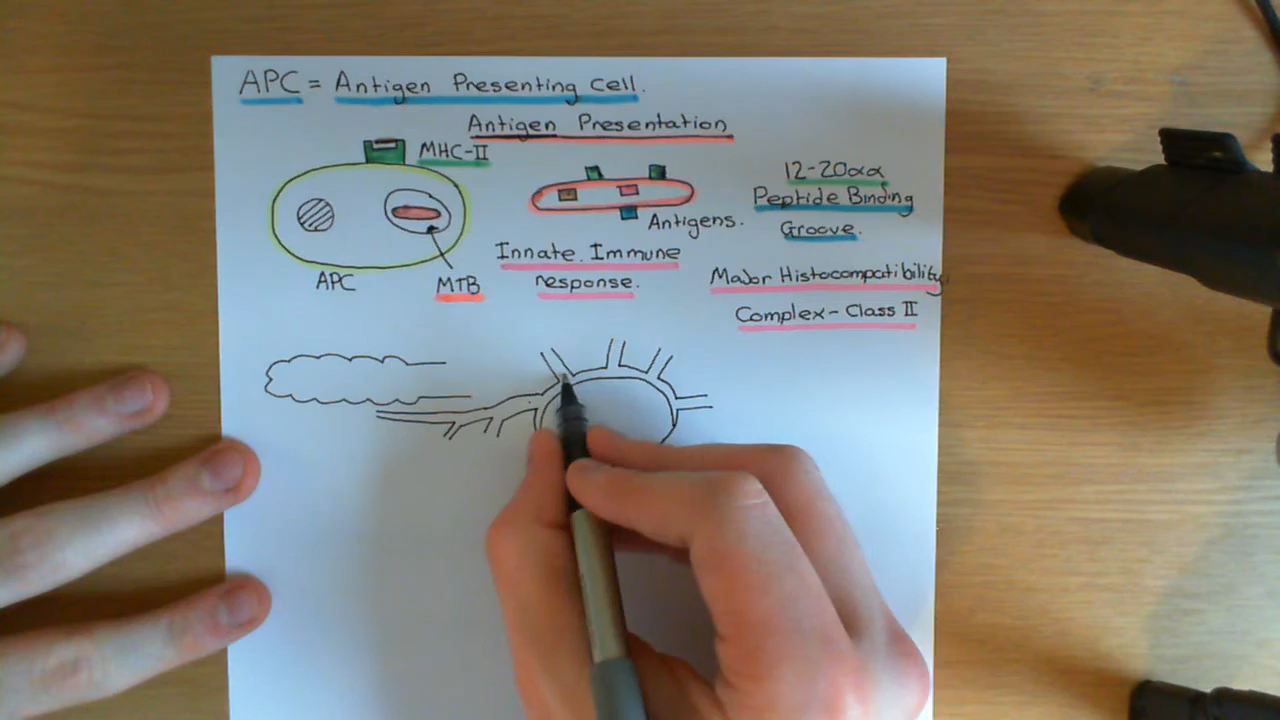 APC = Antigen Presenting Cell.
Antigen Presentation
MHC-II
APC
MTB
Antigens.
Innate Immune
response.
12-20αα
Peptide Binding
Groove.
Major Histocompatibility
Complex - Class II